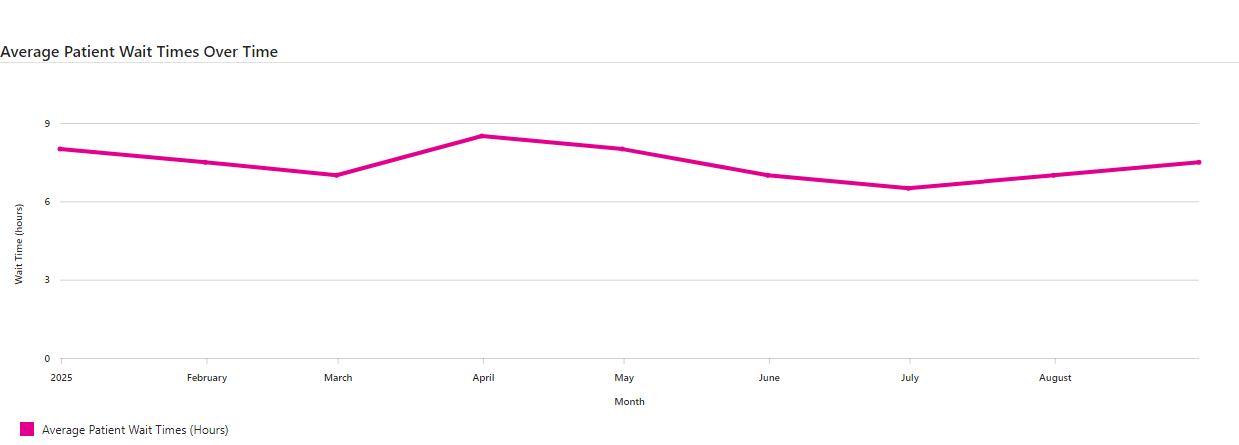 Average Patient Wait Times Over Time
9
6
3
0
Wait Time (hours)
2025 February March April May June July August
Month
Average Patient Wait Times (Hours)